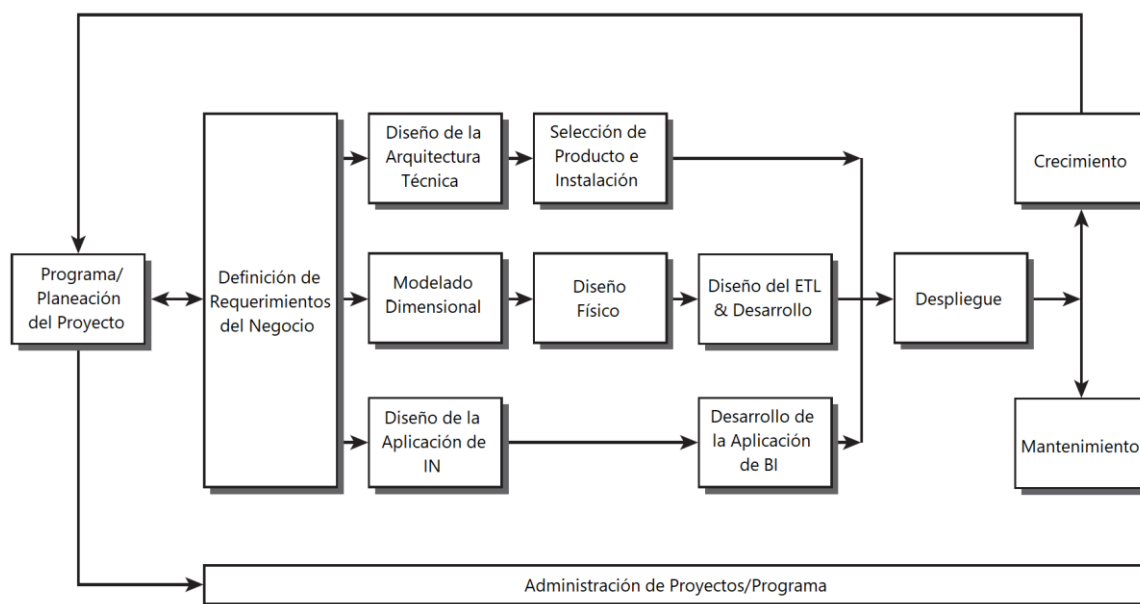 Diseño de la
Arquitectura
Técnica
Selección de
Producto e
Instalación
Crecimiento
Programa/
Planeación
del Proyecto
Definición de
Requerimientos
del Negocio
Modelado
Dimensional
Diseño
Físico
Diseño del ETL
& Desarrollo
Despliegue
Diseño de la
Aplicación de
IN
Desarrollo de
la Aplicación
de BI
Mantenimiento
Administración de Proyectos/Programa